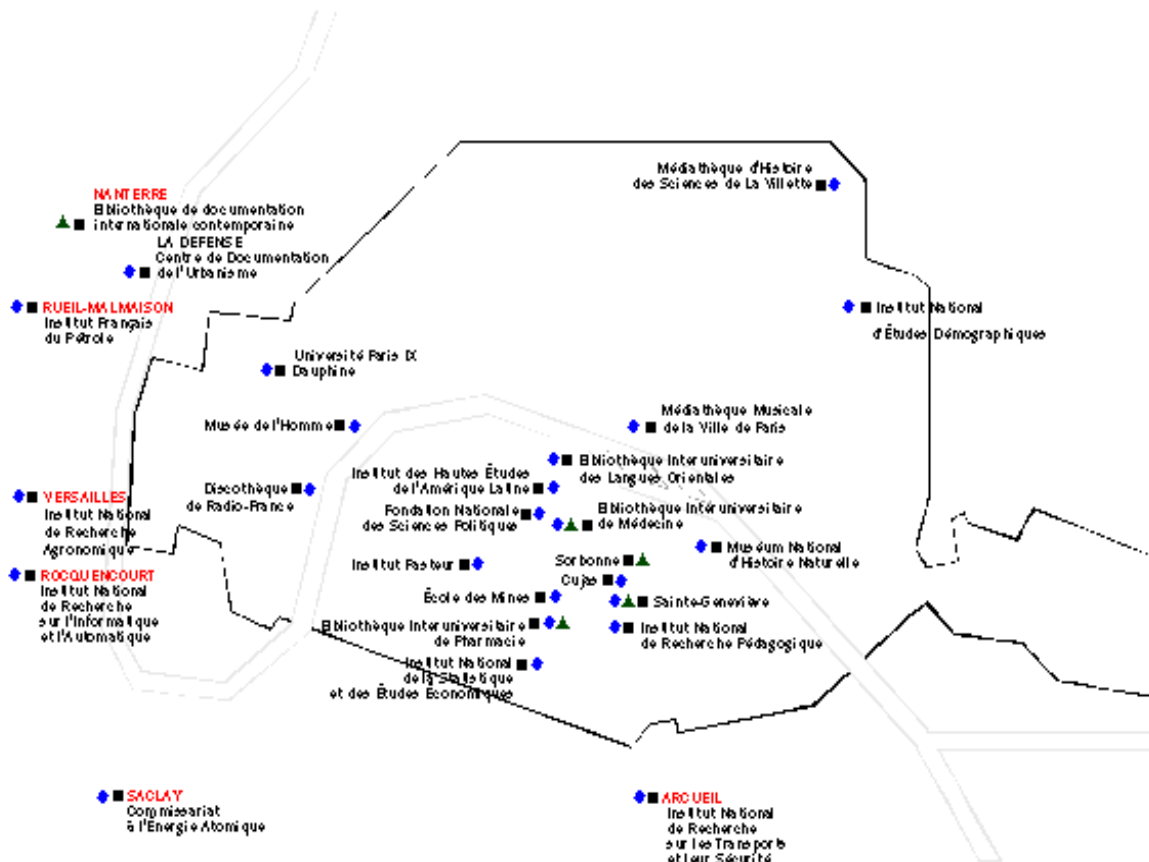 Médiathèque d'Histoire
des Sciences de La Villette
NANTERRE
Bibliothèque de documentation
internationale contemporaine
LA DEFENSE
Centre de Documentation
de l'Urbanisme
RUEIL-MALMAISON
Institut Français
du Pétrole
Institut National
d'Études Démographiques
Université Paris IX
Dauphine
Musée de l'Homme
Médiathèque Musicale
de la Ville de Paris
Bibliothèque Interuniversitaire
des Langues Orientales
Institut des Hautes Études
de l'Amérique Latine
VERSAILLES
Institut National
de Recherche
Agronomique
Discothèque
de Radio-France
Fondation Nationale
des Sciences Politiques
Bibliothèque Interuniversitaire
de Médecine
Muséum National
d'Histoire Naturelle
Institut Pasteur
Sorbonne
Cujas
ROCQUENCOURT
Institut National
de Recherche
sur l'Informatique
et l'Automatique
École des Mines
Sainte-Geneviève
Bibliothèque Interuniversitaire
de Pharmacie
Institut National
de Recherche Pédagogique
Institut National
de la Statistique
et des Études Economiques
SACLAY
Commissariat
à l'Energie Atomique
ARCUEIL
Institut National
de Recherche
sur les Transports
et leur Sécurité